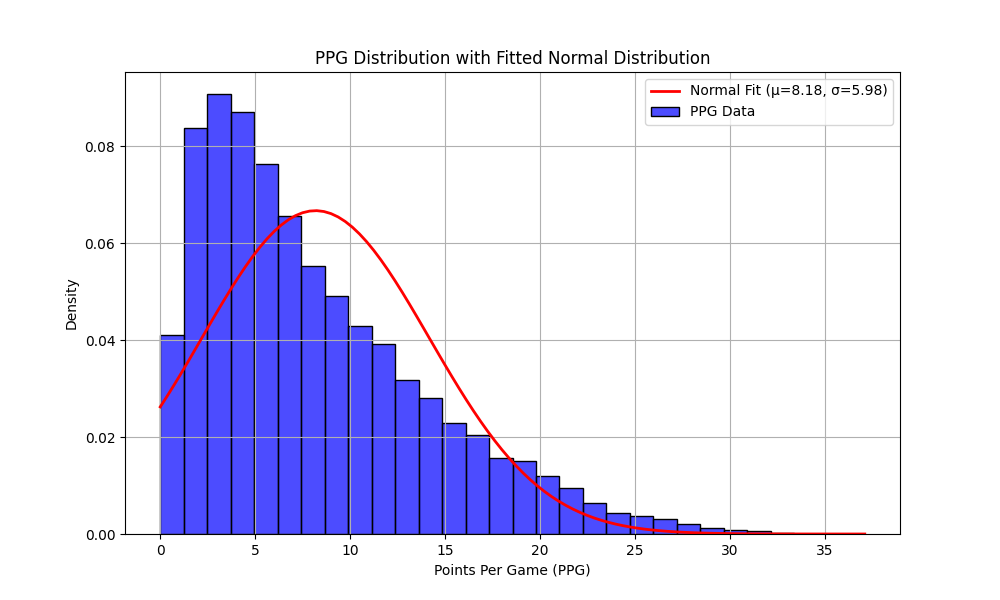 PPG Distribution with Fitted Normal Distribution
Normal Fit (μ=8.18, σ=5.98)
PPG Data
0.08
0.06
0.04
0.02
0.00
Density
0
5
10
15
20
25
30
35
Points Per Game (PPG)